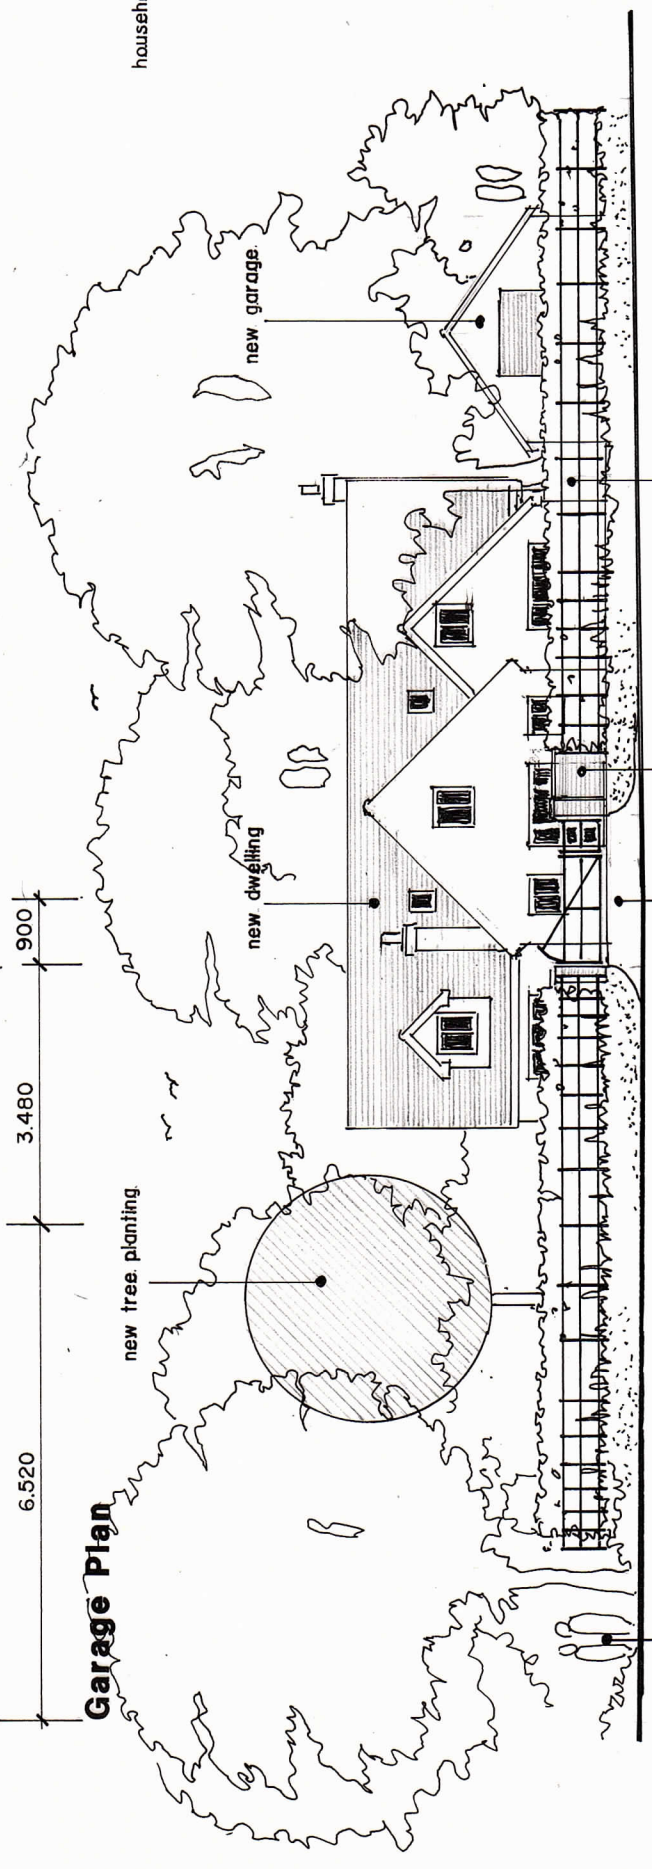 househ
6.520
3.480
900
Garage Plan
new tree planting.
new dwelling
new garage.